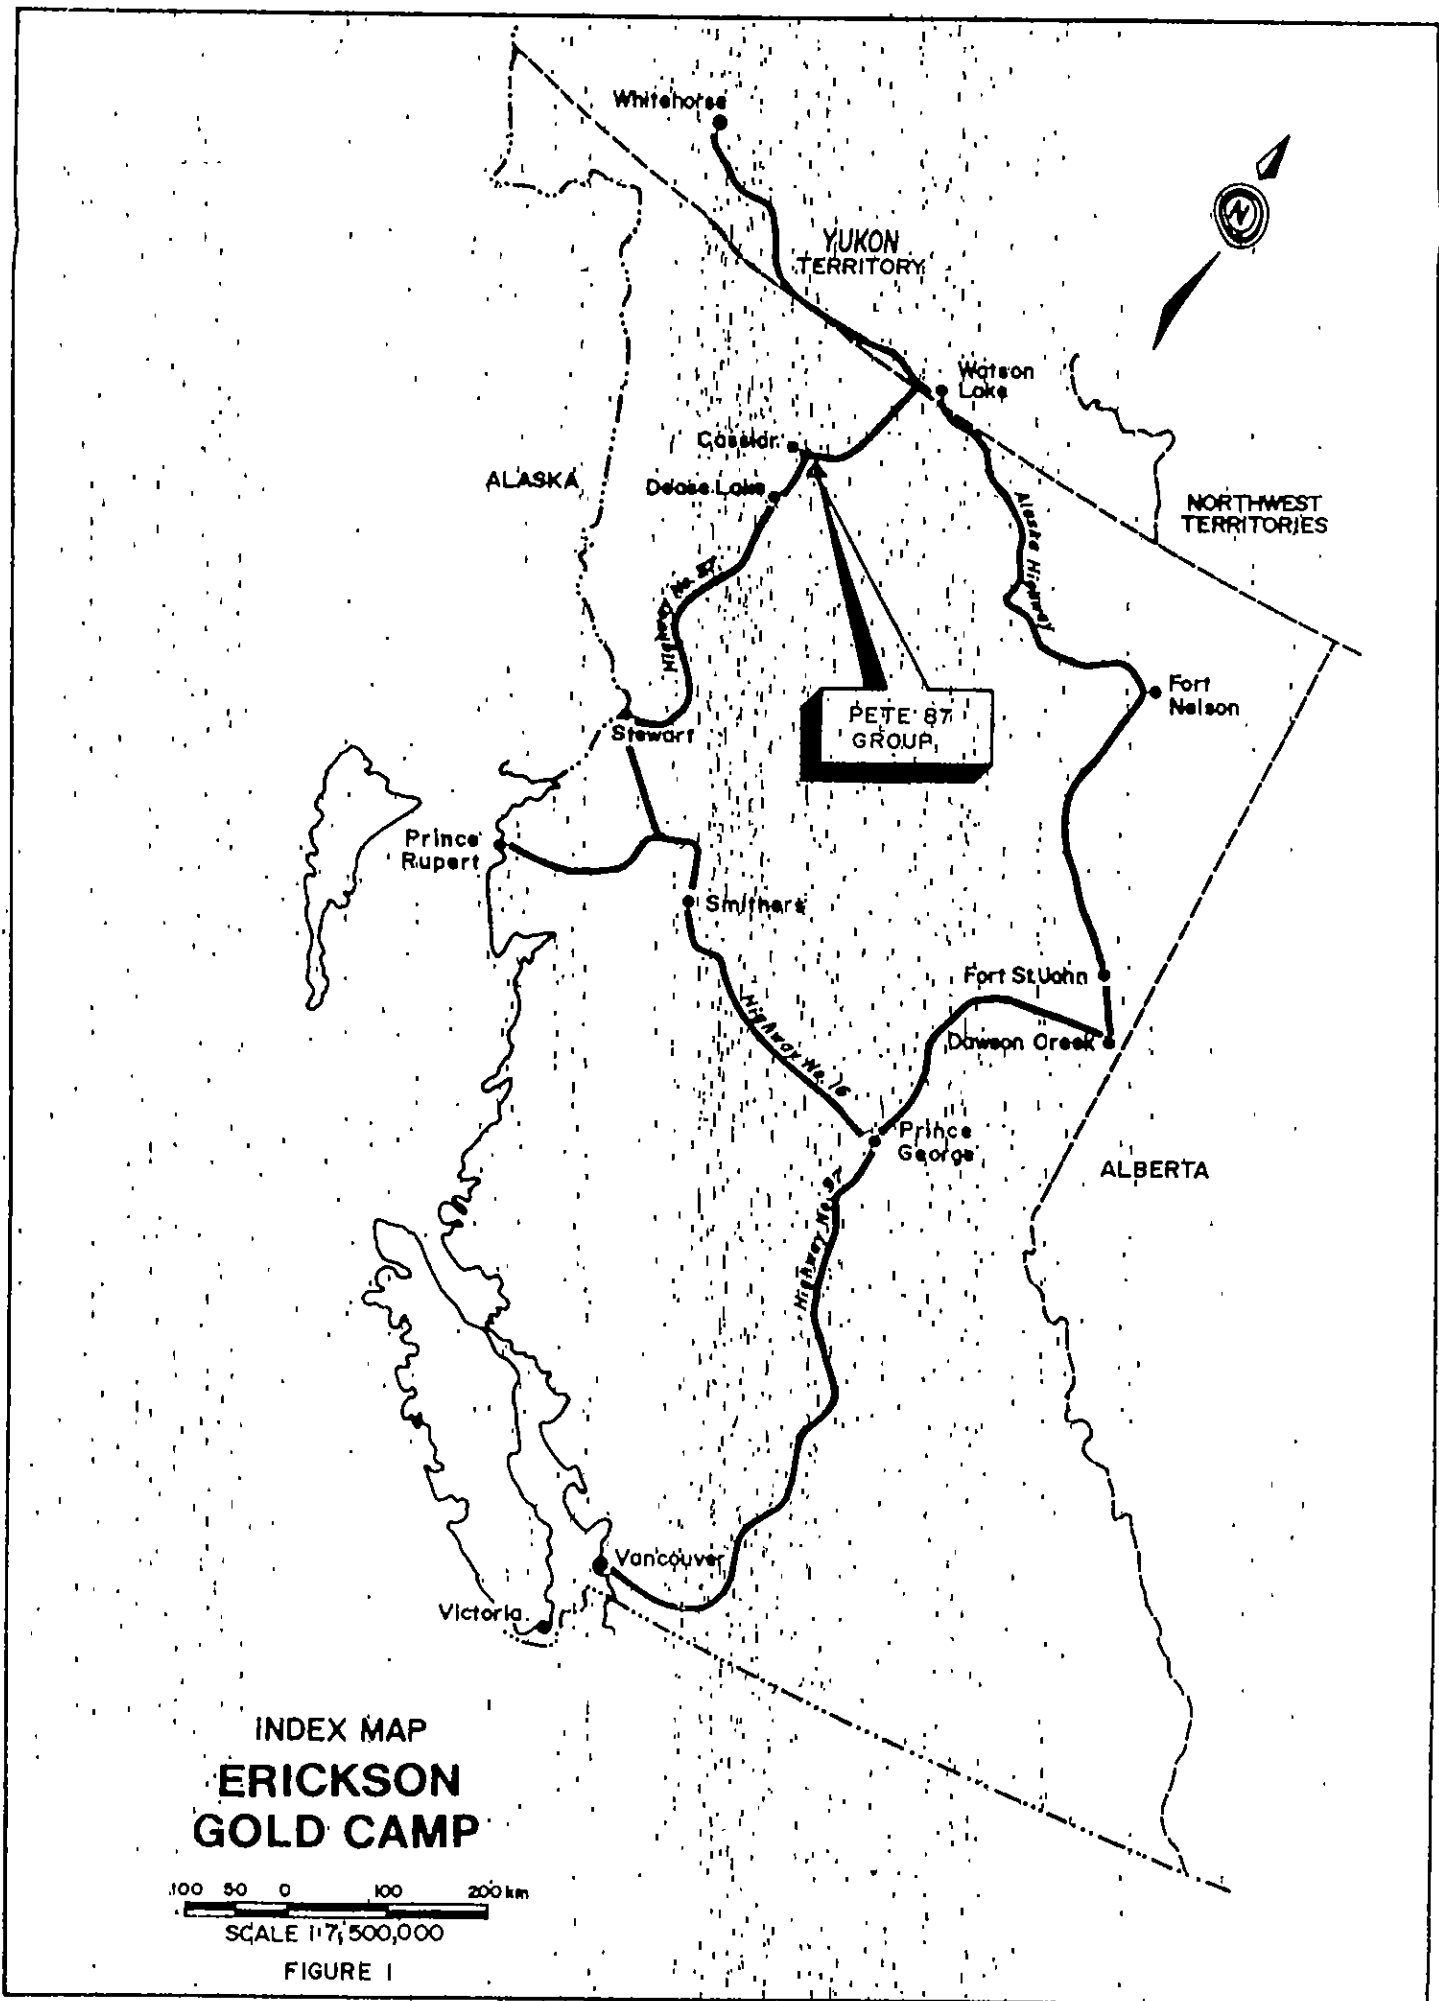 Whitehorse
N
YUKON
TERRITORY
Watson
Lake
Cassiar
ALASKA
Dease Lake
NORTHWEST
TERRITORIES
Alaska Highway
Highway No. 37
Fort
Nelson
PETE 87
GROUP
Stewart
Prince
Rupert
Smithers
Fort St. John
Highway No. 16
Dawson Creek
Prince
George
ALBERTA
Highway No. 97
Vancouver
Victoria
INDEX MAP
ERICKSON
GOLD CAMP
100 50 0 100 200 km
SCALE 1:7,500,000
FIGURE 1